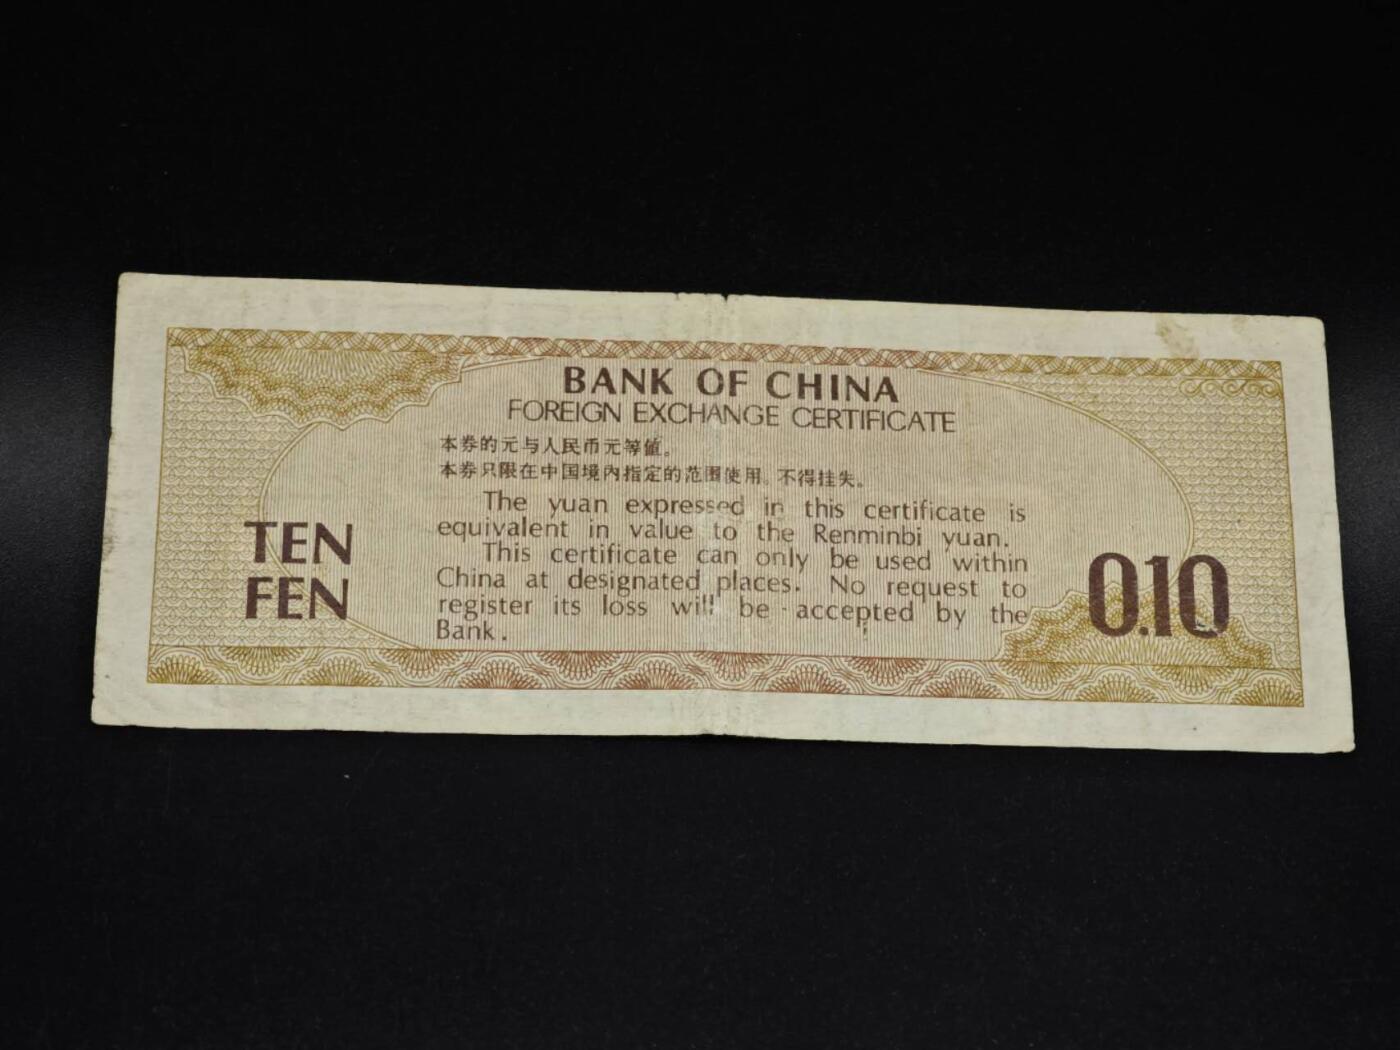 BANK OF CHINA
FOREIGN EXCHANGE CERTIFICATE
本券的元与人民币元等值。
本券只限在中国境内指定的范围使用。不得挂失。
The yuan expressed in this certificate is
equivalent in value to the Renminbi yuan.
This certificate can only be used within
China at designated places. No request to
register its loss will be accepted by the
Bank.
TEN
FEN
0.10